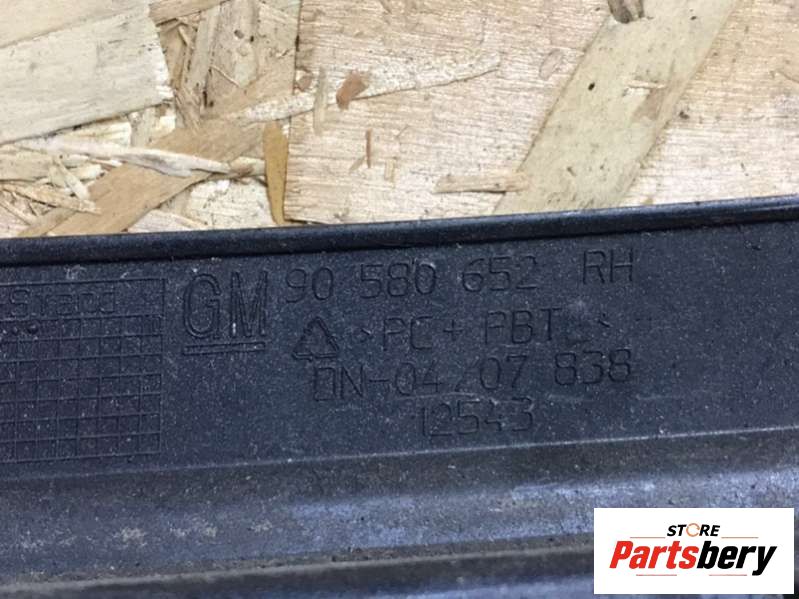 GM 90 580 652 RH
>PC + PBT<
DN-04/07 838
12543
STORE
Partsbery